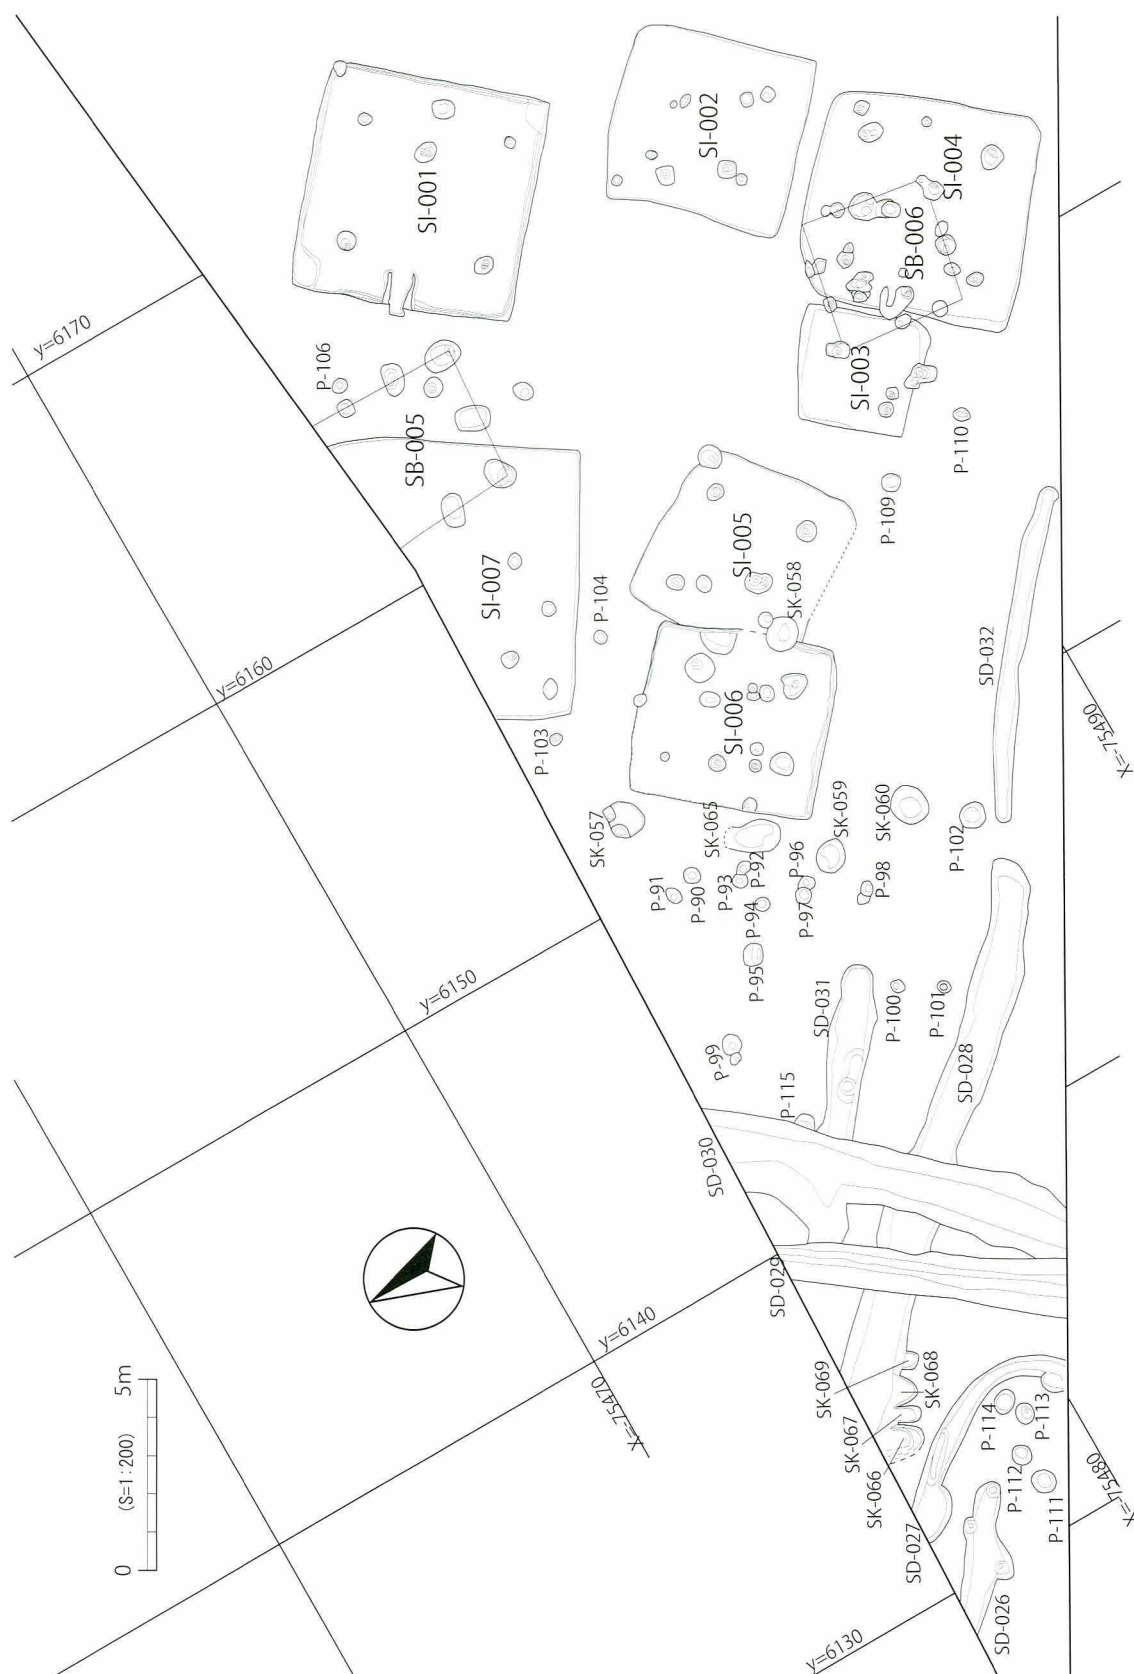 y=6170
P-106
SI-001
SI-002
SI-004
SB-006
SI-003
P-110
P-109
SB-005
SI-007
P-104
SI-005
SK-058
SD-032
X=-75490
y=6160
P-103
SI-006
SK-057
SK-065
SK-059
SK-060
P-102
P-91
P-90
P-93
P-92
P-94
P-96
P-97
P-98
P-95
y=6150
SD-031
P-100
P-101
P-99
P-115
SD-028
SD-030
SD-029
y=6140
X=-75470
SK-069
SK-068
SK-067
SK-066
P-114
P-113
P-112
P-111
X=-75480
SD-027
SD-026
y=6130
0 (S=1:200) 5m